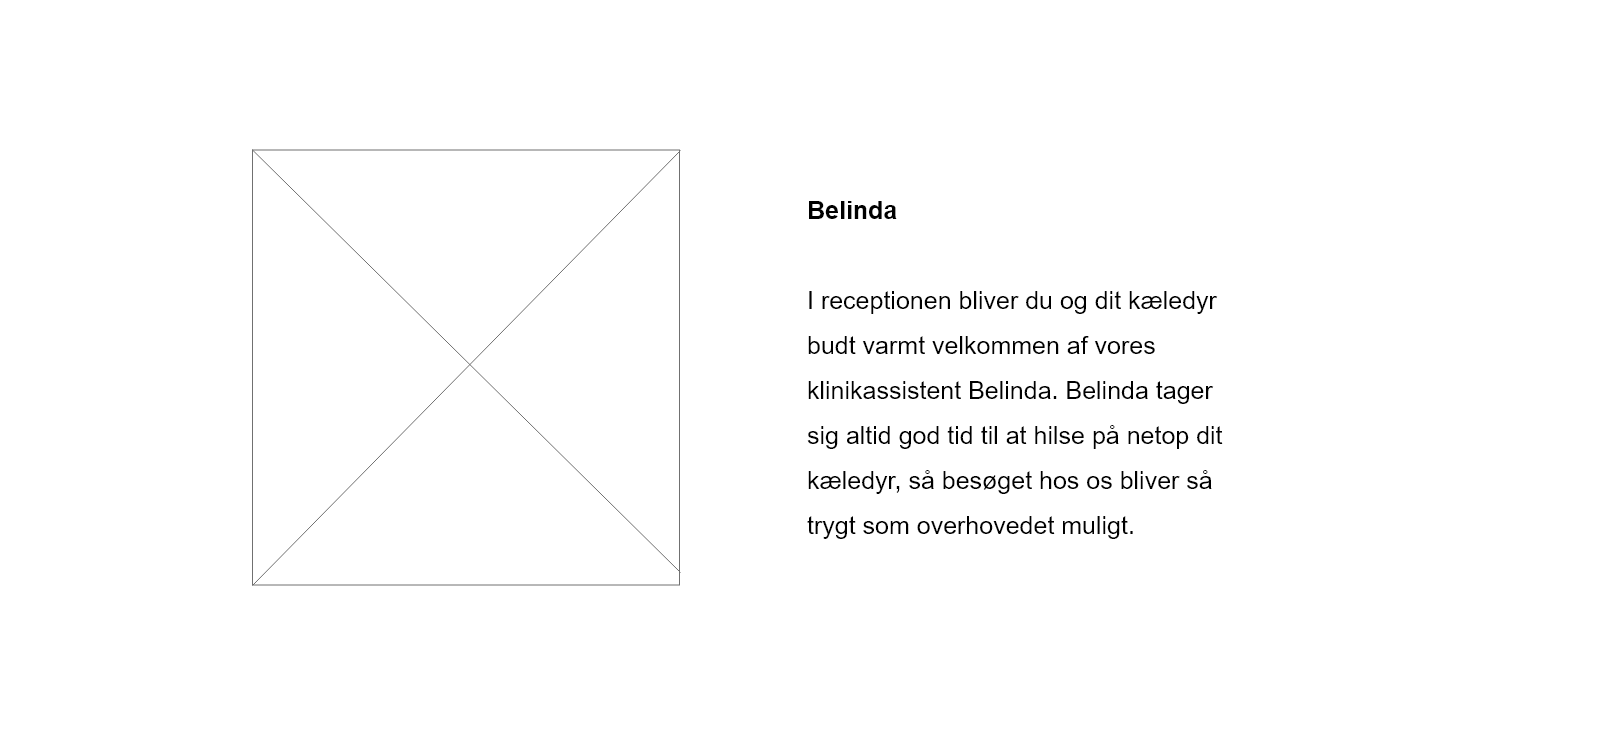 Belinda
I receptionen bliver du og dit kæledyr
budt varmt velkommen af vores
klinikassistent Belinda. Belinda tager
sig altid god tid til at hilse på netop dit
kæledyr, så besøget hos os bliver så
trygt som overhovedet muligt.